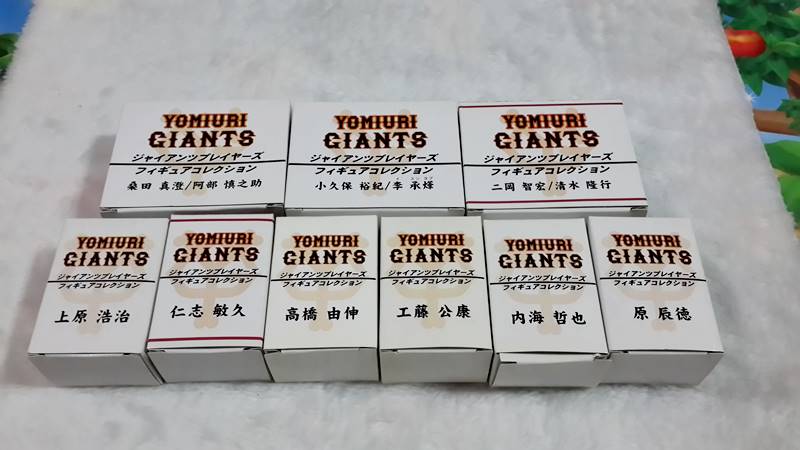 YOMIURI
GIANTS
ジャイアンツプレイヤーズ
フィギュアコレクション
桑田 真澄/阿部 慎之助
YOMIURI
GIANTS
ジャイアンツプレイヤーズ
フィギュアコレクション
小久保 裕紀/李 承燁
YOMIURI
GIANTS
ジャイアンツプレイヤーズ
フィギュアコレクション
二岡 智宏/清水 隆行
YOMIURI
GIANTS
ジャイアンツプレイヤーズ
フィギュアコレクション
上原 浩治
YOMIURI
GIANTS
ジャイアンツプレイヤーズ
フィギュアコレクション
仁志 敏久
YOMIURI
GIANTS
ジャイアンツプレイヤーズ
フィギュアコレクション
高橋 由伸
YOMIURI
GIANTS
ジャイアンツプレイヤーズ
フィギュアコレクション
工藤 公康
YOMIURI
GIANTS
ジャイアンツプレイヤーズ
フィギュアコレクション
内海 哲也
YOMIURI
GIANTS
ジャイアンツプレイヤーズ
フィギュアコレクション
原 辰徳